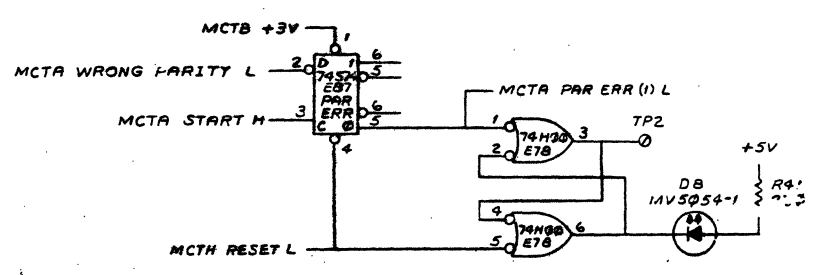 MCTB +3V
1
MCTA WRONG PARITY L
2
D
1
6
74S74
5
E87
PAR
ERR
6
MCTA START H
3
C
0
5
4
MCTA PAR ERR (1) L
1
74H00
E78
2
3
TP2
+5V
D8
MV5054-1
4
74H00
E78
5
6
MCTH RESET L